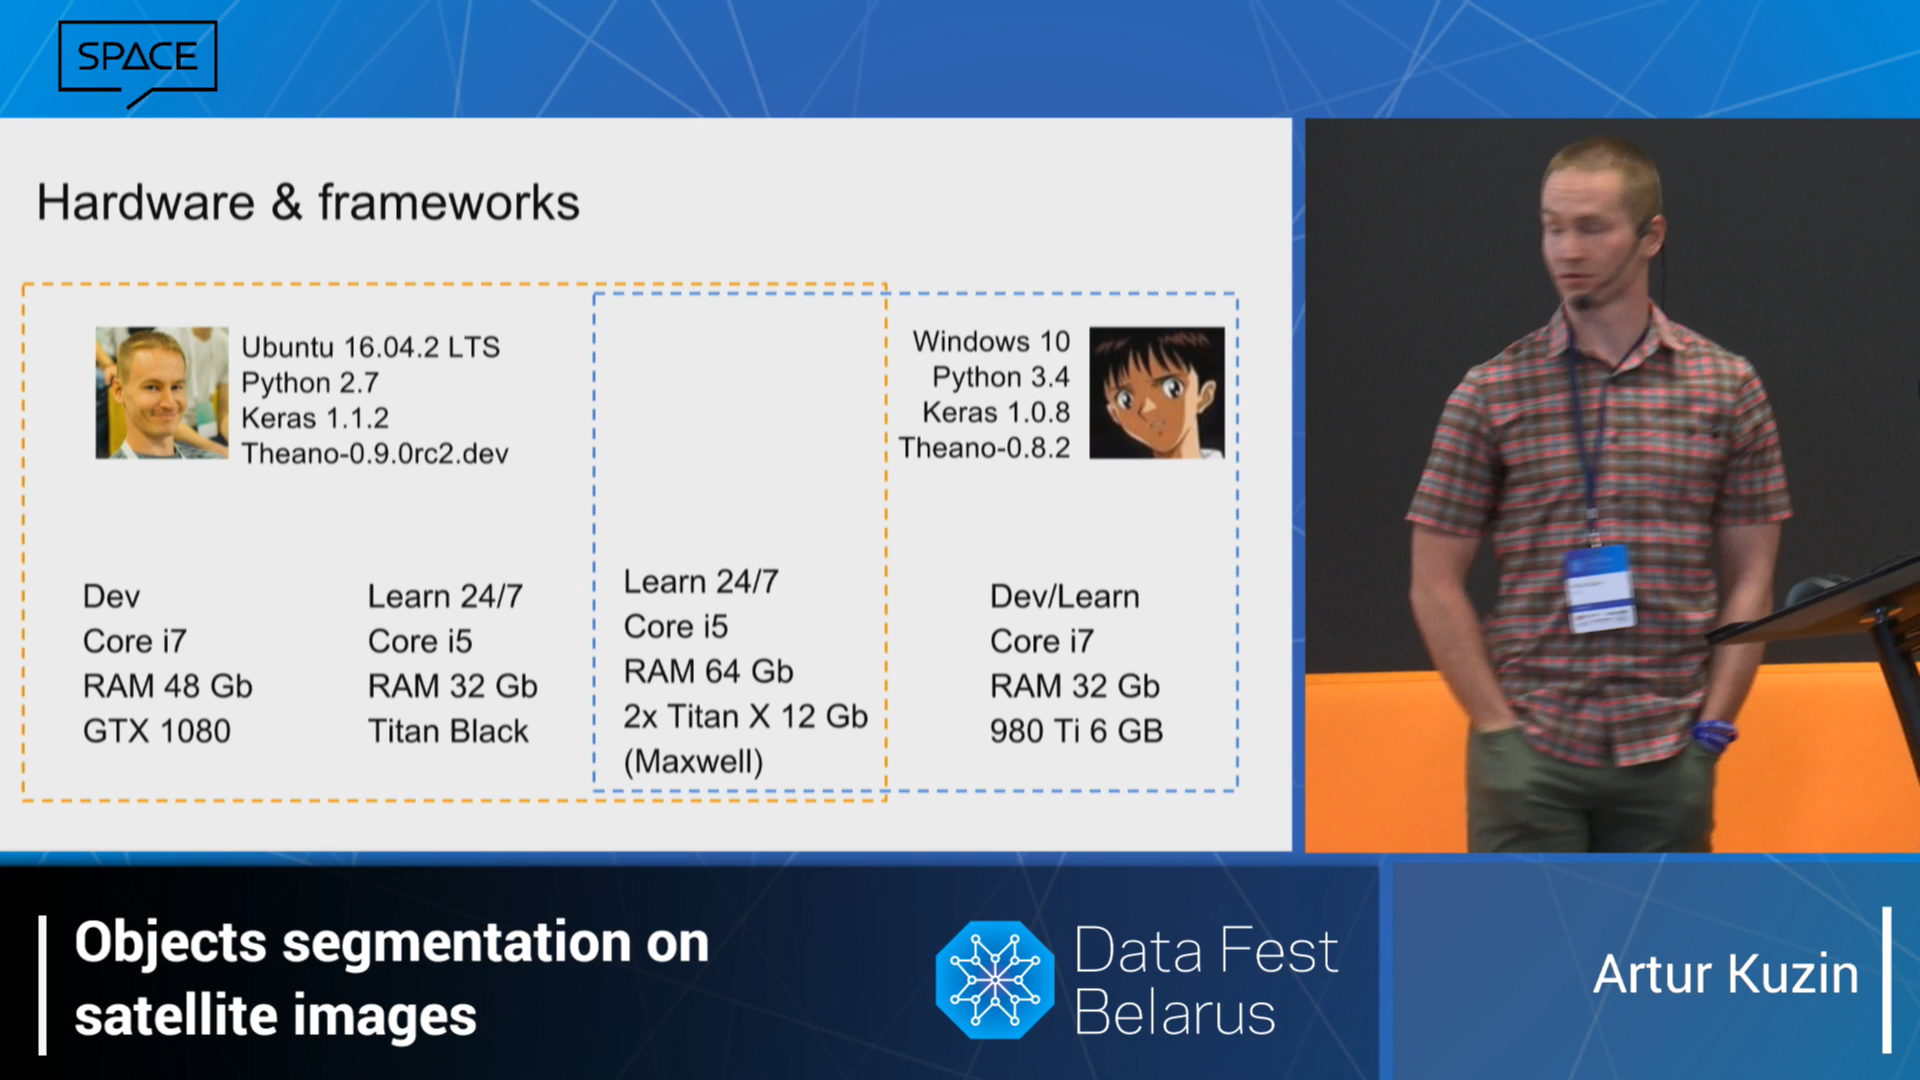 SPACE
Hardware & frameworks
Ubuntu 16.04.2 LTS
Python 2.7
Keras 1.1.2
Theano-0.9.0rc2.dev
Windows 10
Python 3.4
Keras 1.0.8
Theano-0.8.2
Dev
Core i7
RAM 48 Gb
GTX 1080
Learn 24/7
Core i5
RAM 32 Gb
Titan Black
Learn 24/7
Core i5
RAM 64 Gb
2x Titan X 12 Gb
(Maxwell)
Dev/Learn
Core i7
RAM 32 Gb
980 Ti 6 GB
Objects segmentation on
satellite images
Data Fest
Belarus
Artur Kuzin